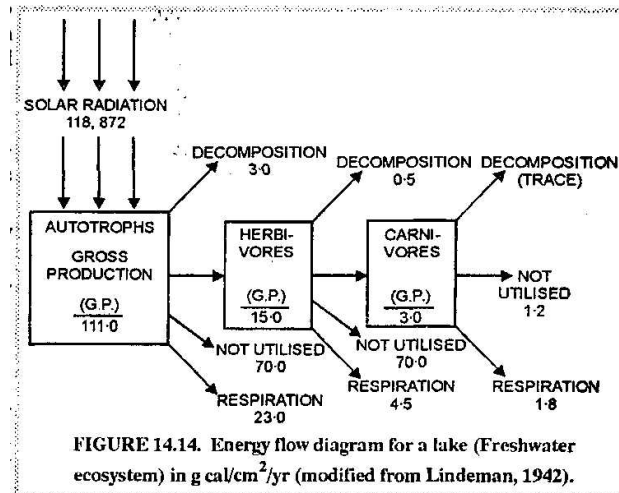 SOLAR RADIATION
118, 872
DECOMPOSITION
3·0
DECOMPOSITION
0·5
DECOMPOSITION
(TRACE)
AUTOTROPHS
GROSS
PRODUCTION
(G.P.)
111·0
HERBI-
VORES
(G.P.)
15·0
CARNI-
VORES
(G.P.)
3·0
NOT
UTILISED
1·2
NOT UTILISED
70·0
NOT UTILISED
70·0
RESPIRATION
23·0
RESPIRATION
4·5
RESPIRATION
1·8
FIGURE 14.14. Energy flow diagram for a lake (Freshwater
ecosystem) in g cal/cm²/yr (modified from Lindeman, 1942).